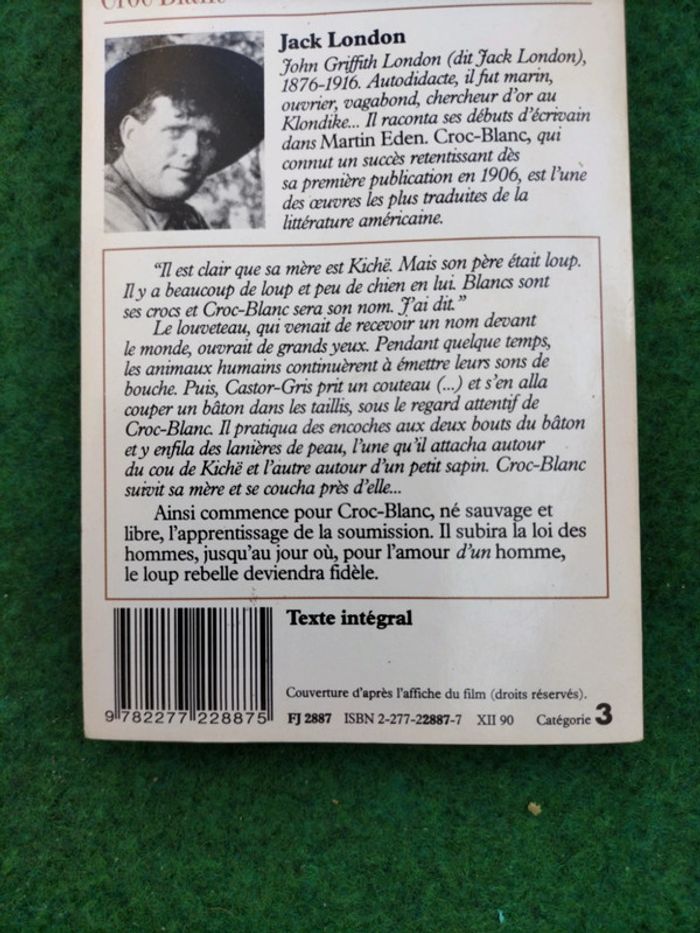 Croc-Blanc
Jack London
John Griffith London (dit Jack London),
1876-1916. Autodidacte, il fut marin,
ouvrier, vagabond, chercheur d'or au
Klondike... Il raconta ses débuts d'écrivain
dans Martin Eden. Croc-Blanc, qui
connut un succès retentissant dès
sa première publication en 1906, est l'une
des œuvres les plus traduites de la
littérature américaine.
"Il est clair que sa mère est Kichë. Mais son père était loup.
Il y a beaucoup de loup et peu de chien en lui. Blancs sont
ses crocs et Croc-Blanc sera son nom. J'ai dit."
Le louveteau, qui venait de recevoir un nom devant
le monde, ouvrait de grands yeux. Pendant quelque temps,
les animaux humains continuèrent à émettre leurs sons de
bouche. Puis, Castor-Gris prit un couteau (...) et s'en alla
couper un bâton dans les taillis, sous le regard attentif de
Croc-Blanc. Il pratiqua des encoches aux deux bouts du bâton
et y enfila des lanières de peau, l'une qu'il attacha autour
du cou de Kichë et l'autre autour d'un petit sapin. Croc-Blanc
suivit sa mère et se coucha près d'elle...
Ainsi commence pour Croc-Blanc, né sauvage et
libre, l'apprentissage de la soumission. Il subira la loi des
hommes, jusqu'au jour où, pour l'amour d'un homme,
le loup rebelle deviendra fidèle.
Texte intégral
Couverture d'après l'affiche du film (droits réservés).
9 782277 228875
FJ 2887 ISBN 2-277-22887-7 XII 90 Catégorie 3